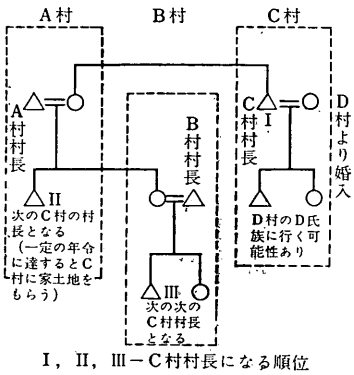 A村
B村
C村
A村村長
C村村長
I
D村より婚入
B村村長
II
次のC村の村
長となる
(一定の年令
に達するとC
村に家土地を
もらう)
D村のD氏
族に行く可
能性あり
III
次の次の
C村村長
となる
I, II, III－C村村長になる順位